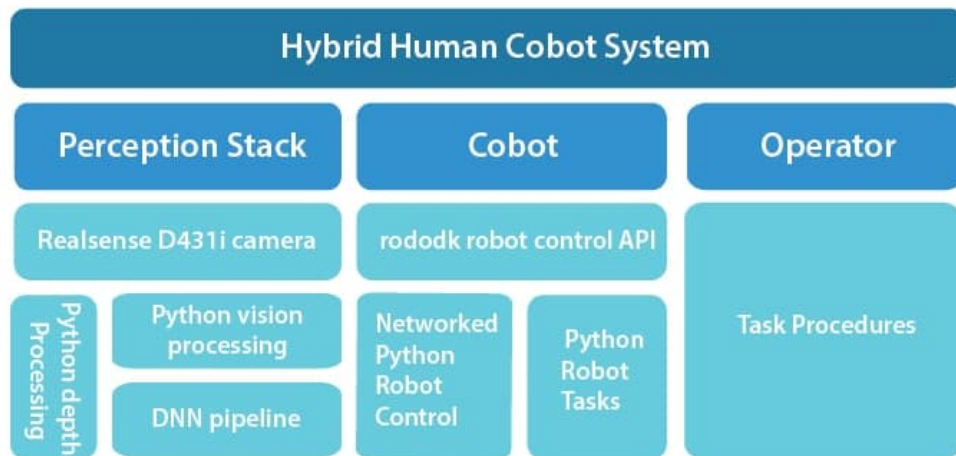 Hybrid Human Cobot System
Perception Stack
Cobot
Operator
Realsense D431i camera
rododk robot control API
Task Procedures
Python depth
Processing
Python vision
processing
DNN pipeline
Networked
Python
Robot
Control
Python
Robot
Tasks